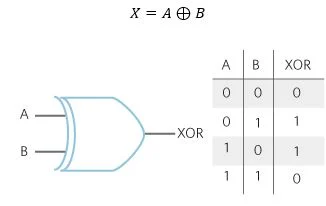 X = A ⊕ B
A B XOR
0 0 0
0 1 1
1 0 1
1 1 0
A
B
XOR